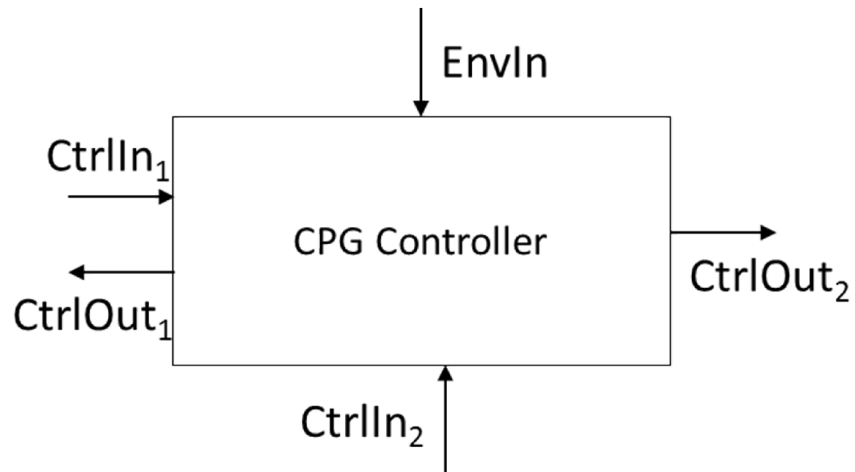 EnvIn
CtrlIn₁
CPG Controller
CtrlOut₂
CtrlOut₁
CtrlIn₂